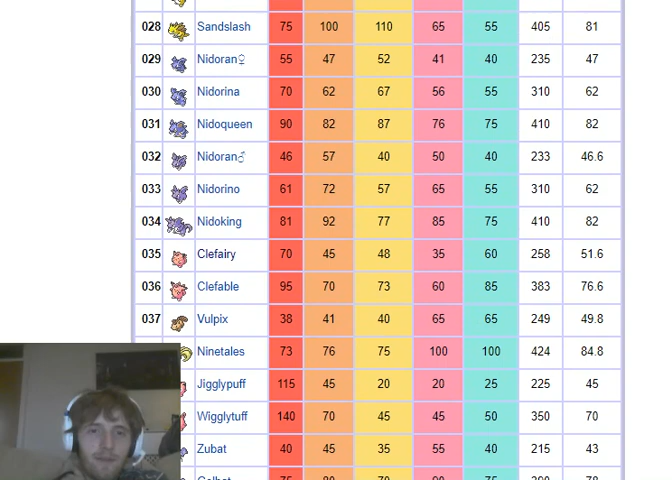 028 Sandslash 75 100 110 65 55 405 81
029 Nidoran♀ 55 47 52 41 40 235 47
030 Nidorina 70 62 67 56 55 310 62
031 Nidoqueen 90 82 87 76 75 410 82
032 Nidoran♂ 46 57 40 50 40 233 46.6
033 Nidorino 61 72 57 65 55 310 62
034 Nidoking 81 92 77 85 75 410 82
035 Clefairy 70 45 48 35 60 258 51.6
036 Clefable 95 70 73 60 85 383 76.6
037 Vulpix 38 41 40 65 65 249 49.8
Ninetales 73 76 75 100 100 424 84.8
Jigglypuff 115 45 20 20 25 225 45
Wigglytuff 140 70 45 45 50 350 70
Zubat 40 45 35 55 40 215 43